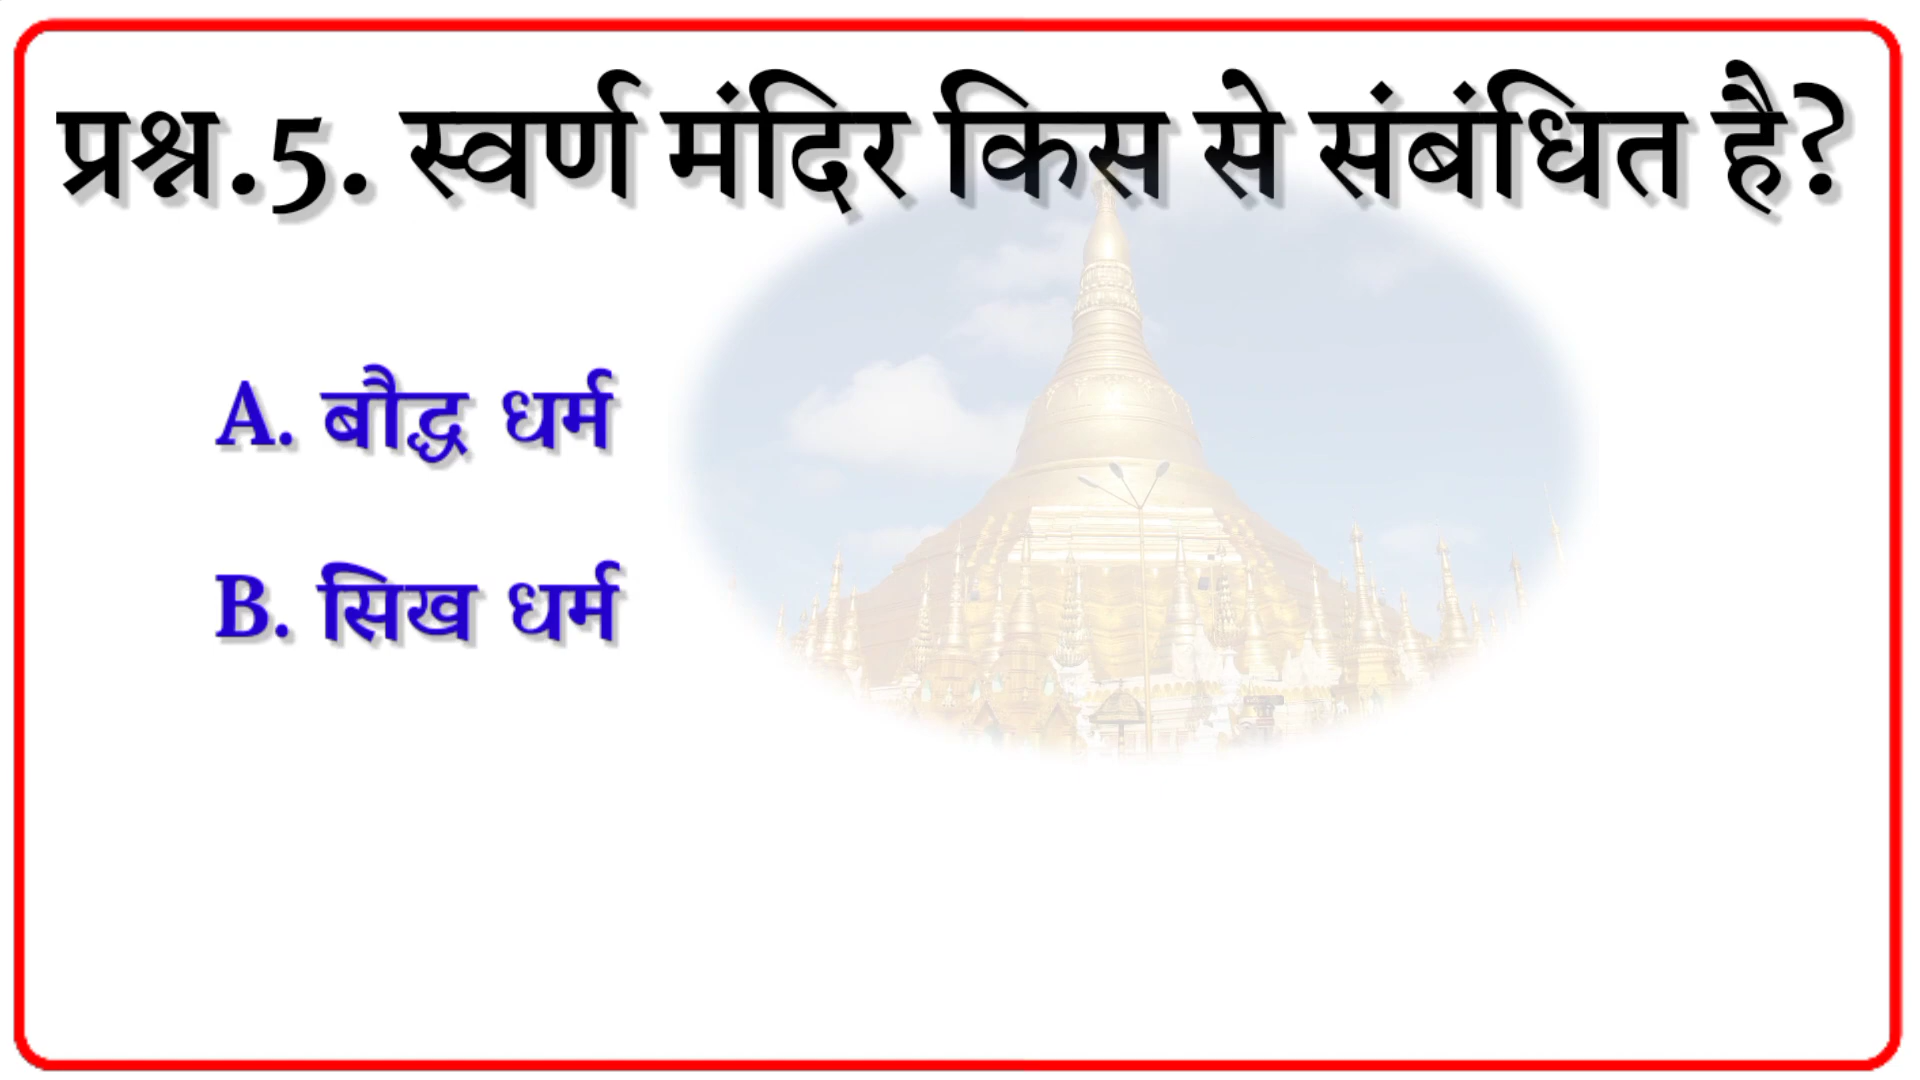 प्रश्न.5. स्वर्ण मंदिर किस से संबंधित है?
A. बौद्ध धर्म
B. सिख धर्म